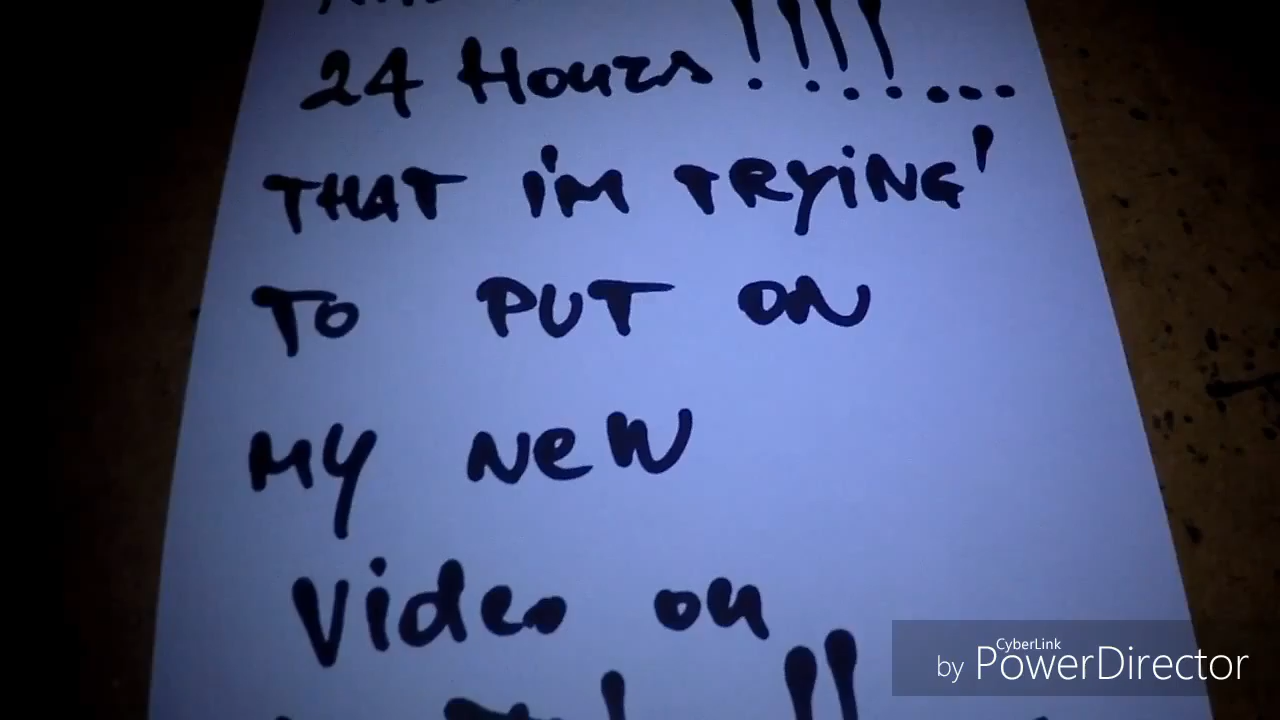 24 Hours!!!!...
THAT i'M TRYiNG'
TO PUT ON
MY NeW
Video on
CyberLink
by PowerDirector